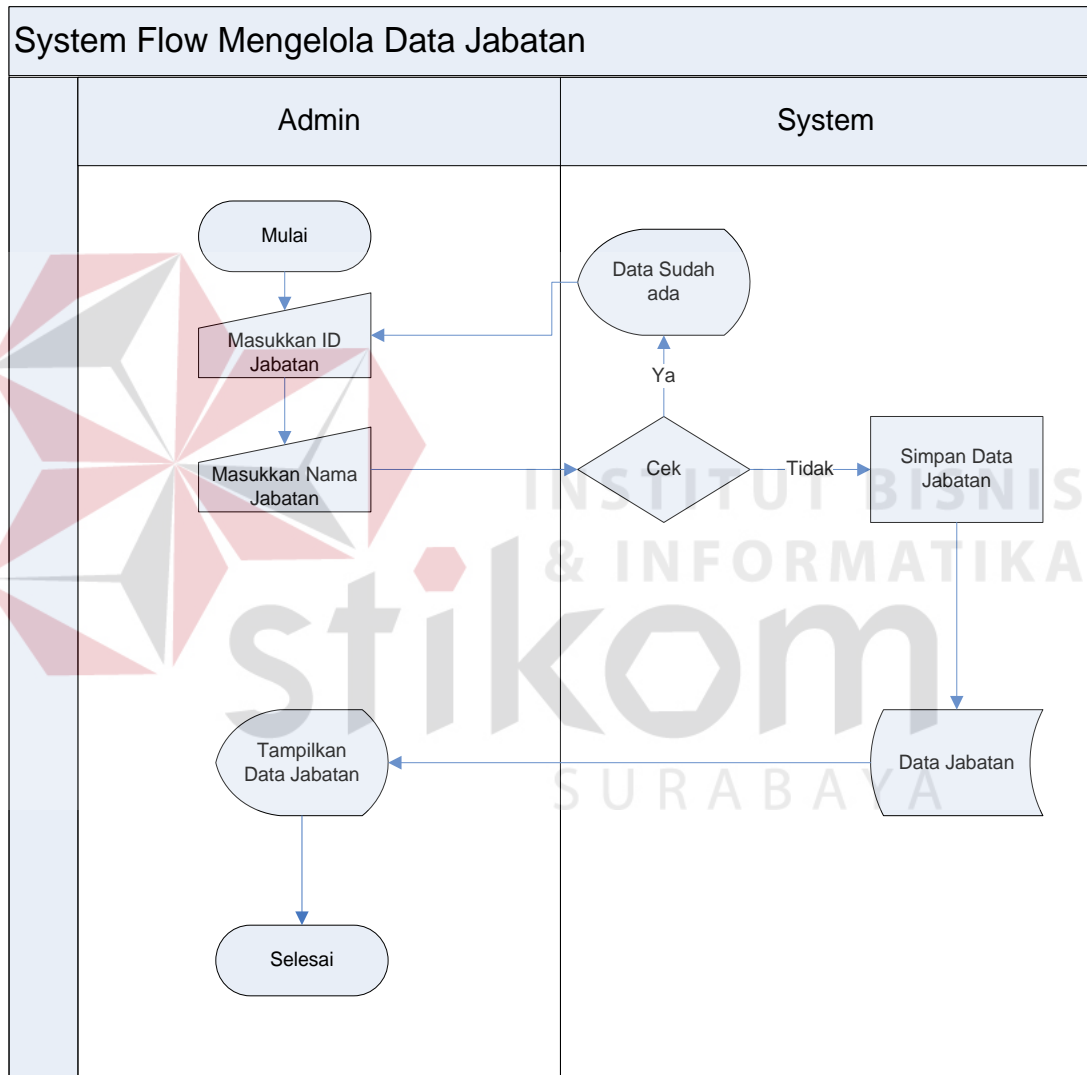 System Flow Mengelola Data Jabatan
Admin
System
Mulai
Data Sudah
ada
Masukkan ID
Jabatan
Ya
Masukkan Nama
Jabatan
Cek
Tidak
Simpan Data
Jabatan
INSTITUT BISNIS
& INFORMATIKA
stikom
SURABAYA
Tampilkan
Data Jabatan
Data Jabatan
Selesai